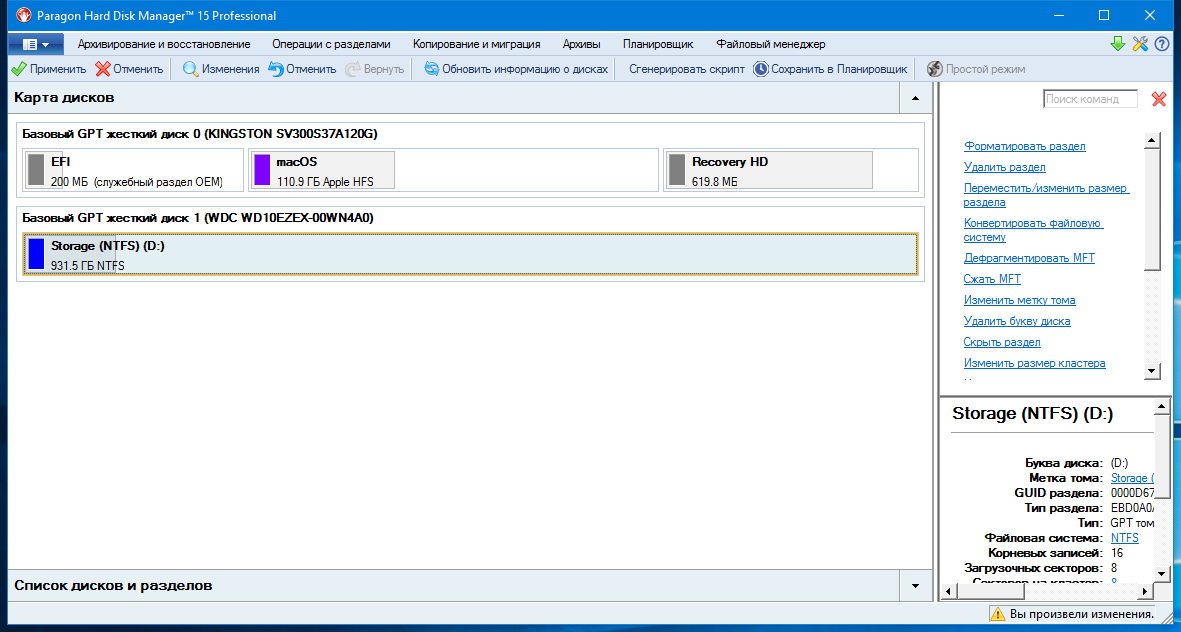 Paragon Hard Disk Manager™ 15 Professional
Архивирование и восстановление Операции с разделами Копирование и миграция Архивы Планировщик Файловый менеджер
Применить Отменить Изменения Отменить Вернуть Обновить информацию о дисках Сгенерировать скрипт Сохранить в Планировщик Простой режим
Карта дисков
Базовый GPT жесткий диск 0 (KINGSTON SV300S37A120G)
EFI
200 МБ (служебный раздел OEM)
macOS
110.9 ГБ Apple HFS
Recovery HD
619.8 МБ
Базовый GPT жесткий диск 1 (WDC WD10EZEX-00WN4A0)
Storage (NTFS) (D:)
931.5 ГБ NTFS
Список дисков и разделов
Поиск команд
Форматировать раздел
Удалить раздел
Переместить/изменить размер
раздела
Конвертировать файловую
систему
Дефрагментировать MFT
Сжать MFT
Изменить метку тома
Удалить букву диска
Скрыть раздел
Изменить размер кластера
Storage (NTFS) (D:)
Буква диска: (D:)
Метка тома: Storage (
GUID раздела: 0000D67
Тип раздела: EBD0A0A
Тип: GPT том
Файловая система: NTFS
Корневых записей: 16
Загрузочных секторов: 8
Секторов на кластер: 8
Вы произвели изменения.